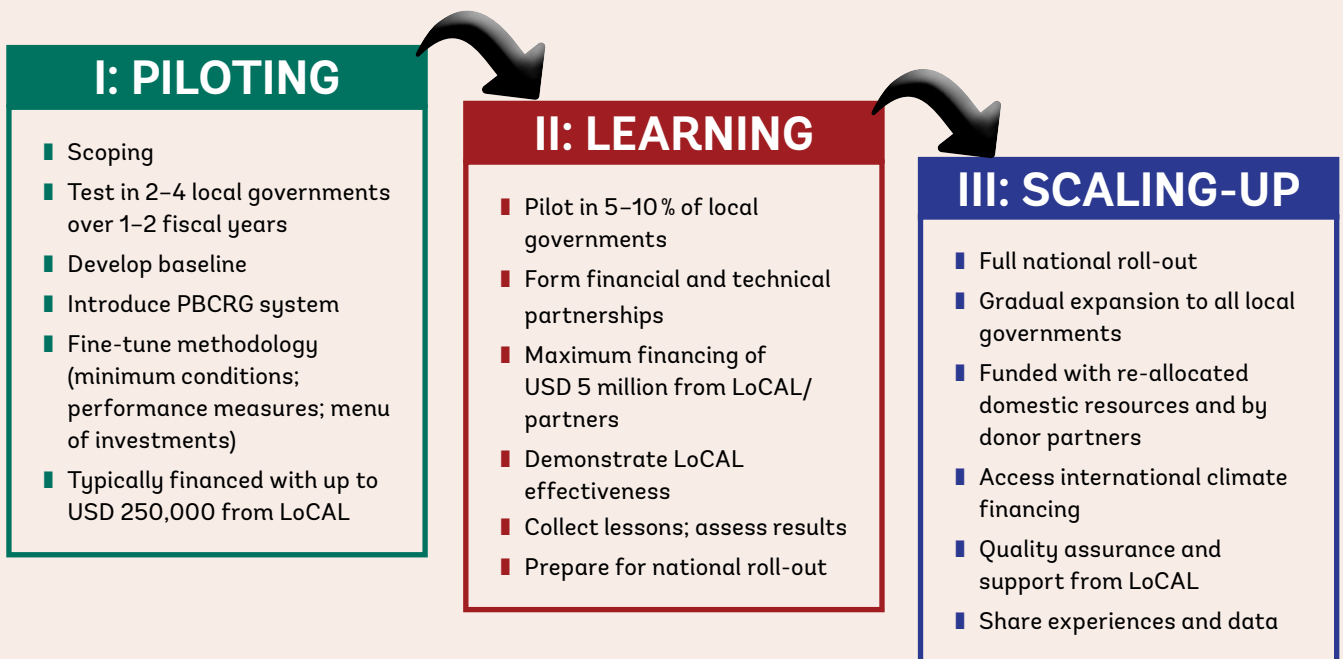 I: PILOTING
Scoping
Test in 2–4 local governments
over 1–2 fiscal years
Develop baseline
Introduce PBCRG system
Fine-tune methodology
(minimum conditions;
performance measures; menu
of investments)
Typically financed with up to
USD 250,000 from LoCAL
II: LEARNING
Pilot in 5–10 % of local
governments
Form financial and technical
partnerships
Maximum financing of
USD 5 million from LoCAL/
partners
Demonstrate LoCAL
effectiveness
Collect lessons; assess results
Prepare for national roll-out
III: SCALING-UP
Full national roll-out
Gradual expansion to all local
governments
Funded with re-allocated
domestic resources and by
donor partners
Access international climate
financing
Quality assurance and
support from LoCAL
Share experiences and data